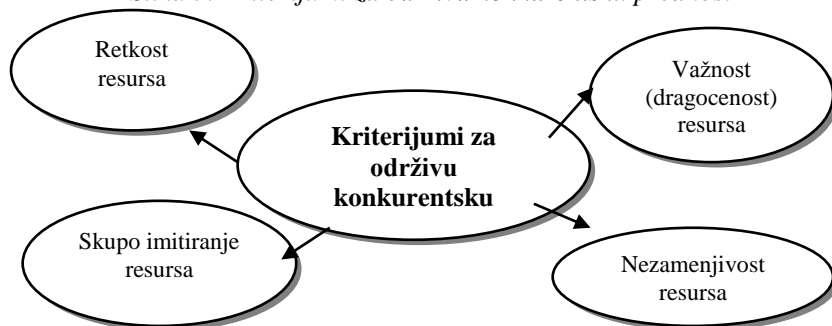 Retkost
resursa
Važnost
(dragocenost)
resursa
Kriterijumi za
održivu
konkurentsku
Skupo imitiranje
resursa
Nezamenjivost
resursa